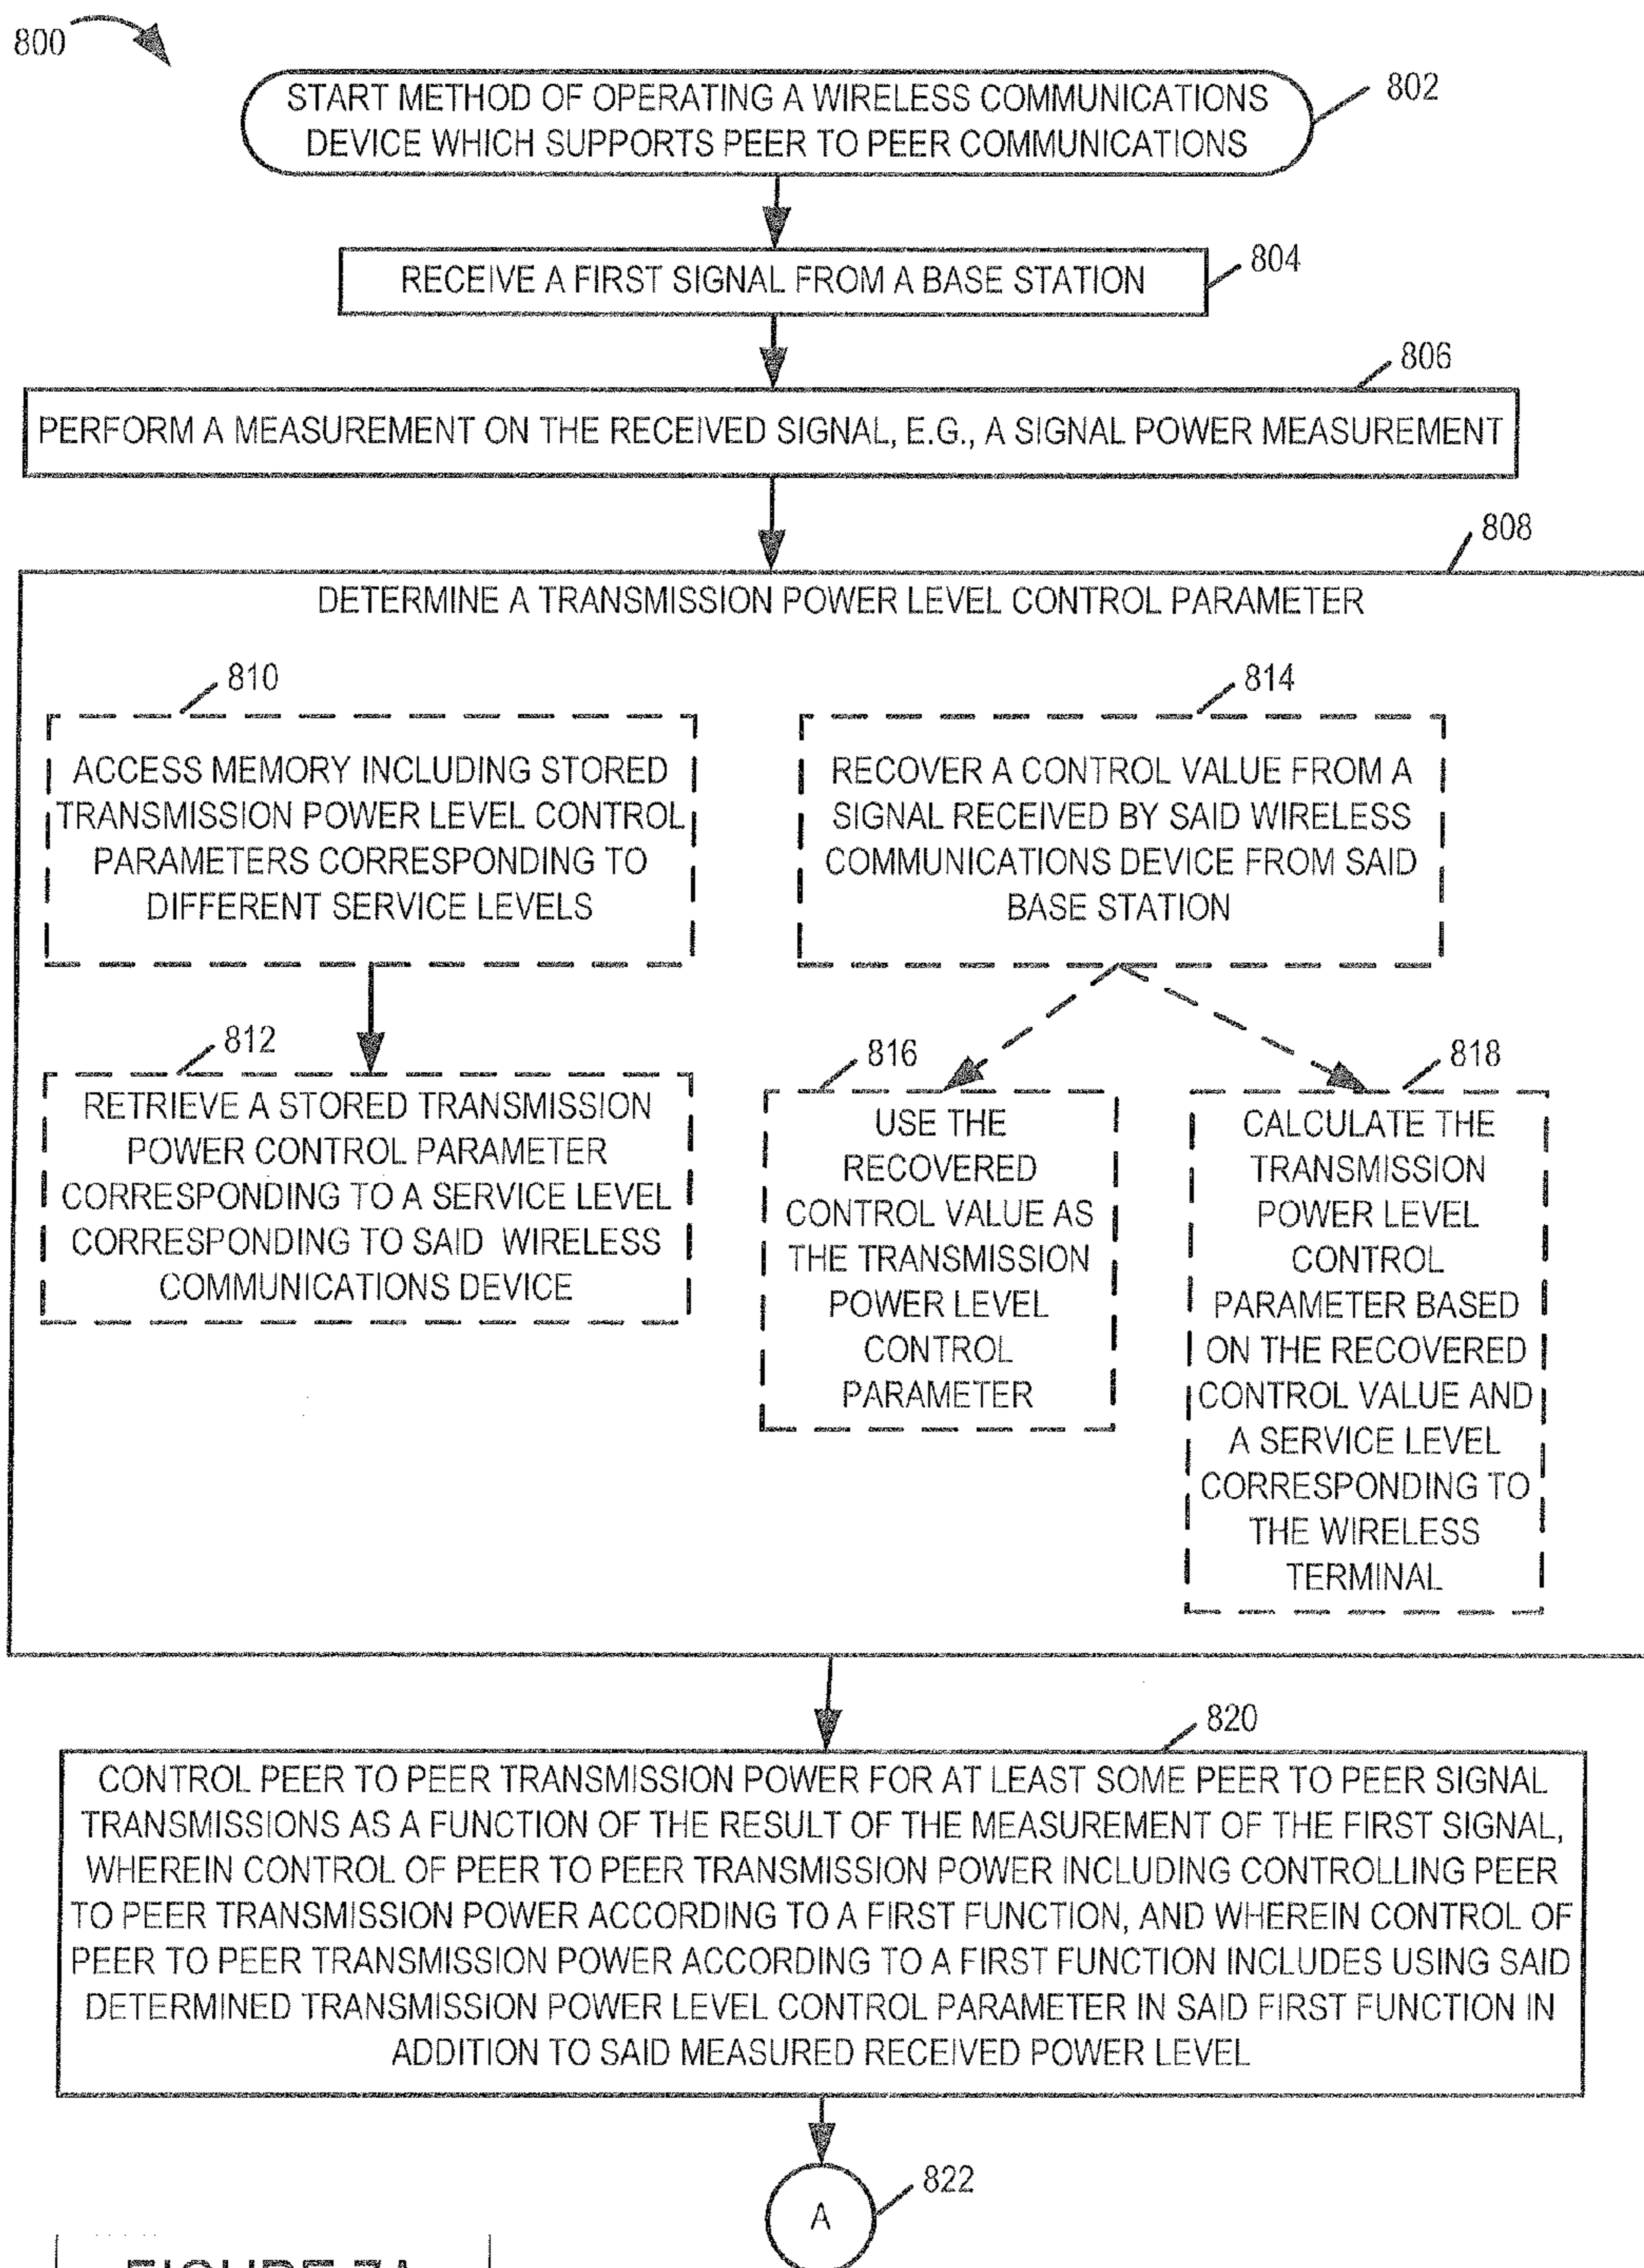 800
START METHOD OF OPERATING A WIRELESS COMMUNICATIONS
DEVICE WHICH SUPPORTS PEER TO PEER COMMUNICATIONS
802
RECEIVE A FIRST SIGNAL FROM A BASE STATION
804
806
PERFORM A MEASUREMENT ON THE RECEIVED SIGNAL, E.G., A SIGNAL POWER MEASUREMENT
808
DETERMINE A TRANSMISSION POWER LEVEL CONTROL PARAMETER
810
ACCESS MEMORY INCLUDING STORED
TRANSMISSION POWER LEVEL CONTROL
PARAMETERS CORRESPONDING TO
DIFFERENT SERVICE LEVELS
812
RETRIEVE A STORED TRANSMISSION
POWER CONTROL PARAMETER
CORRESPONDING TO A SERVICE LEVEL
CORRESPONDING TO SAID WIRELESS
COMMUNICATIONS DEVICE
814
RECOVER A CONTROL VALUE FROM A
SIGNAL RECEIVED BY SAID WIRELESS
COMMUNICATIONS DEVICE FROM SAID
BASE STATION
816
USE THE
RECOVERED
CONTROL VALUE AS
THE TRANSMISSION
POWER LEVEL
CONTROL
PARAMETER
818
CALCULATE THE
TRANSMISSION
POWER LEVEL
CONTROL
PARAMETER BASED
ON THE RECOVERED
CONTROL VALUE AND
A SERVICE LEVEL
CORRESPONDING TO
THE WIRELESS
TERMINAL
820
CONTROL PEER TO PEER TRANSMISSION POWER FOR AT LEAST SOME PEER TO PEER SIGNAL
TRANSMISSIONS AS A FUNCTION OF THE RESULT OF THE MEASUREMENT OF THE FIRST SIGNAL,
WHEREIN CONTROL OF PEER TO PEER TRANSMISSION POWER INCLUDING CONTROLLING PEER
TO PEER TRANSMISSION POWER ACCORDING TO A FIRST FUNCTION, AND WHEREIN CONTROL OF
PEER TO PEER TRANSMISSION POWER ACCORDING TO A FIRST FUNCTION INCLUDES USING SAID
DETERMINED TRANSMISSION POWER LEVEL CONTROL PARAMETER IN SAID FIRST FUNCTION IN
ADDITION TO SAID MEASURED RECEIVED POWER LEVEL
A
822
FIGURE 7A